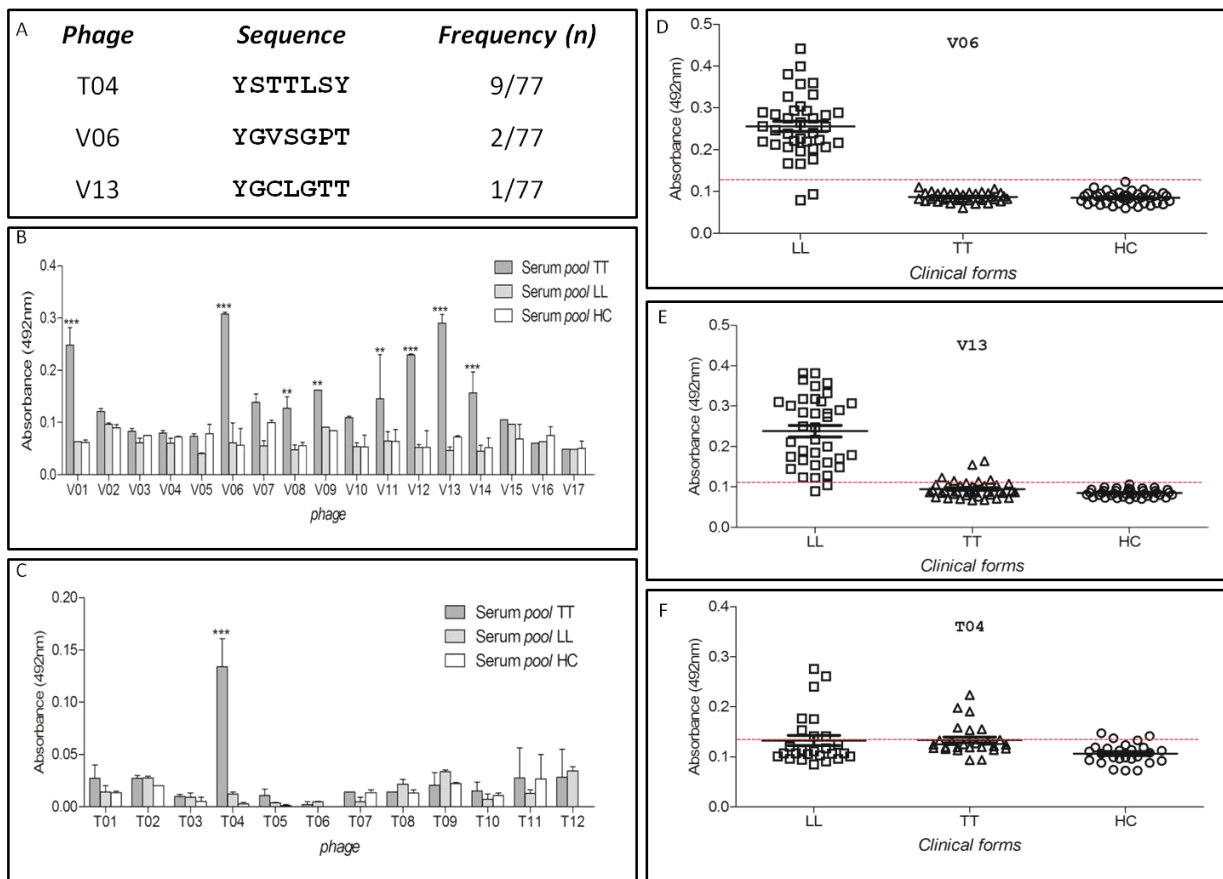 A
Phage Sequence Frequency (n)
T04 YSTTLSY 9/77
V06 YGVSGPT 2/77
V13 YGCLGTT 1/77
B
Absorbance (492nm)
0.4
0.3
0.2
0.1
0.0
Serum pool TT
Serum pool LL
Serum pool HC
*** *** ** ** ** *** *** ***
V01 V02 V03 V04 V05 V06 V07 V08 V09 V10 V11 V12 V13 V14 V15 V16 V17
phage
C
Absorbance (492nm)
0.20
0.15
0.10
0.05
0.00
Serum pool TT
Serum pool LL
Serum pool HC
***
T01 T02 T03 T04 T05 T06 T07 T08 T09 T10 T11 T12
phage
D
V06
Absorbance (492nm)
0.5
0.4
0.3
0.2
0.1
0.0
LL TT HC
Clinical forms
E
V13
Absorbance (492nm)
0.5
0.4
0.3
0.2
0.1
0.0
LL TT HC
Clinical forms
F
T04
Absorbance (492nm)
0.4
0.3
0.2
0.1
0.0
LL TT HC
Clinical forms